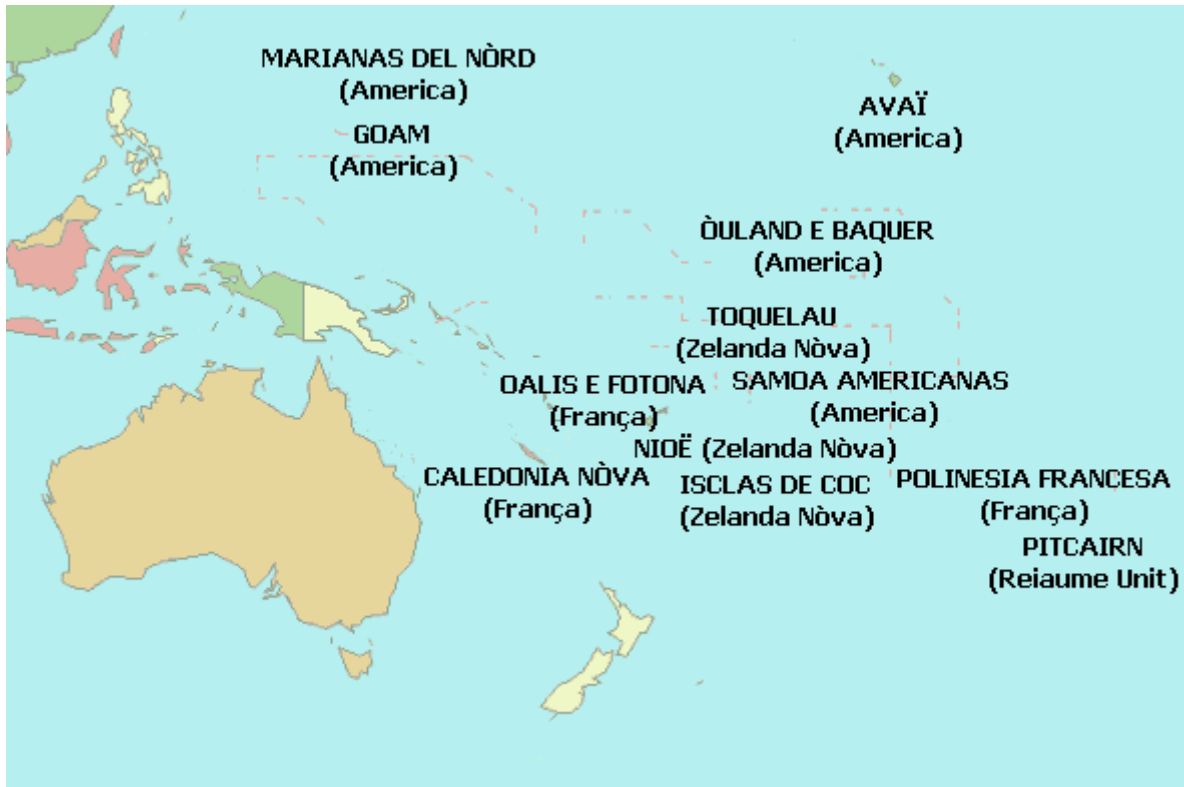 MARIANAS DEL NÒRD
(America)
AVAÏ
(America)
GOAM
(America)
ÒULAND E BAQUER
(America)
TOQUELAU
(Zelanda Nòva)
OALIS E FOTONA
(França)
SAMOA AMERICANAS
(America)
NIOË (Zelanda Nòva)
CALEDONIA NÒVA
(França)
ISCLAS DE COC
(Zelanda Nòva)
POLINESIA FRANCESA
(França)
PITCAIRN
(Reiaume Unit)